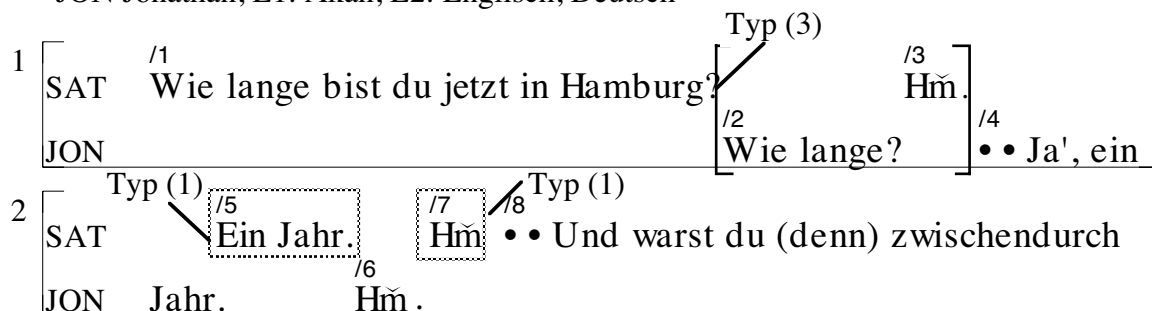 JON Jonathan, L1: Akan, L2: Englisch, Deutsch
Typ (3)
1 /1 /3
SAT Wie lange bist du jetzt in Hamburg? Hm̌.
/2 /4
JON Wie lange? • • Ja', ein
Typ (1) Typ (1)
2 /5 /7 /8
SAT Ein Jahr. Hm̌ • • Und warst du (denn) zwischendurch
/6
JON Jahr. Hm̌.